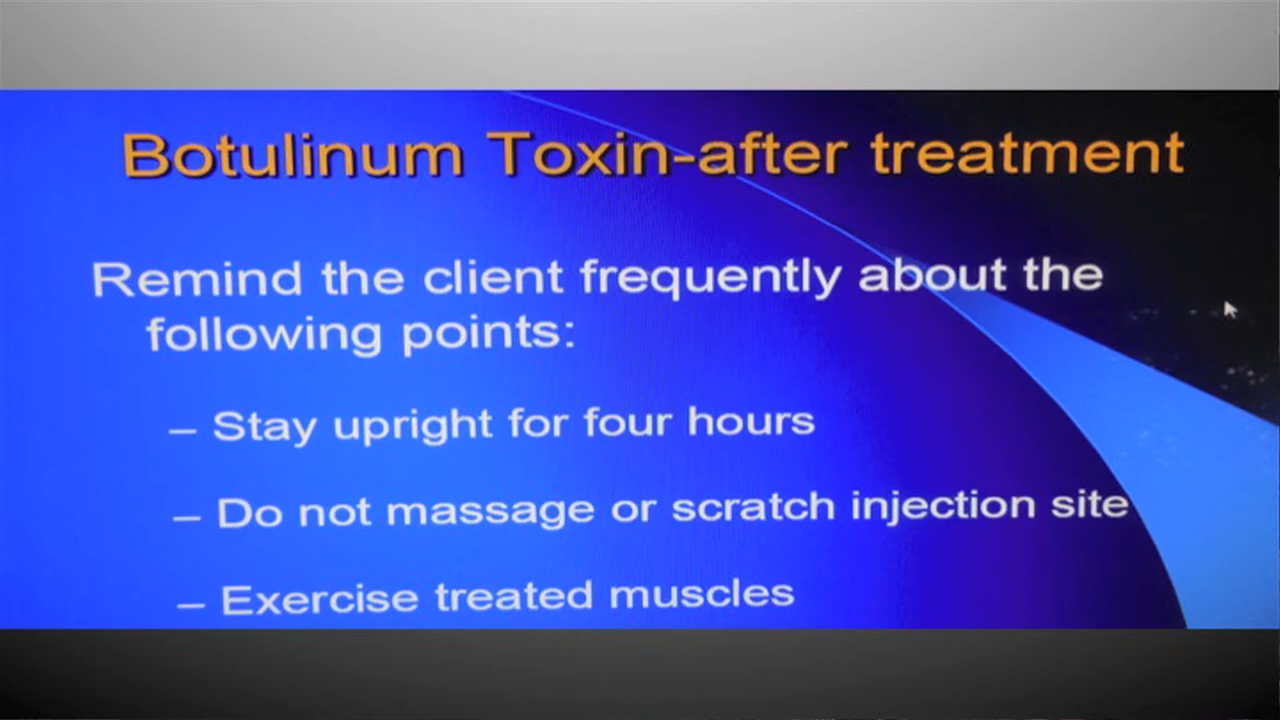 Botulinum Toxin-after treatment
Remind the client frequently about the
following points:
– Stay upright for four hours
– Do not massage or scratch injection site
– Exercise treated muscles